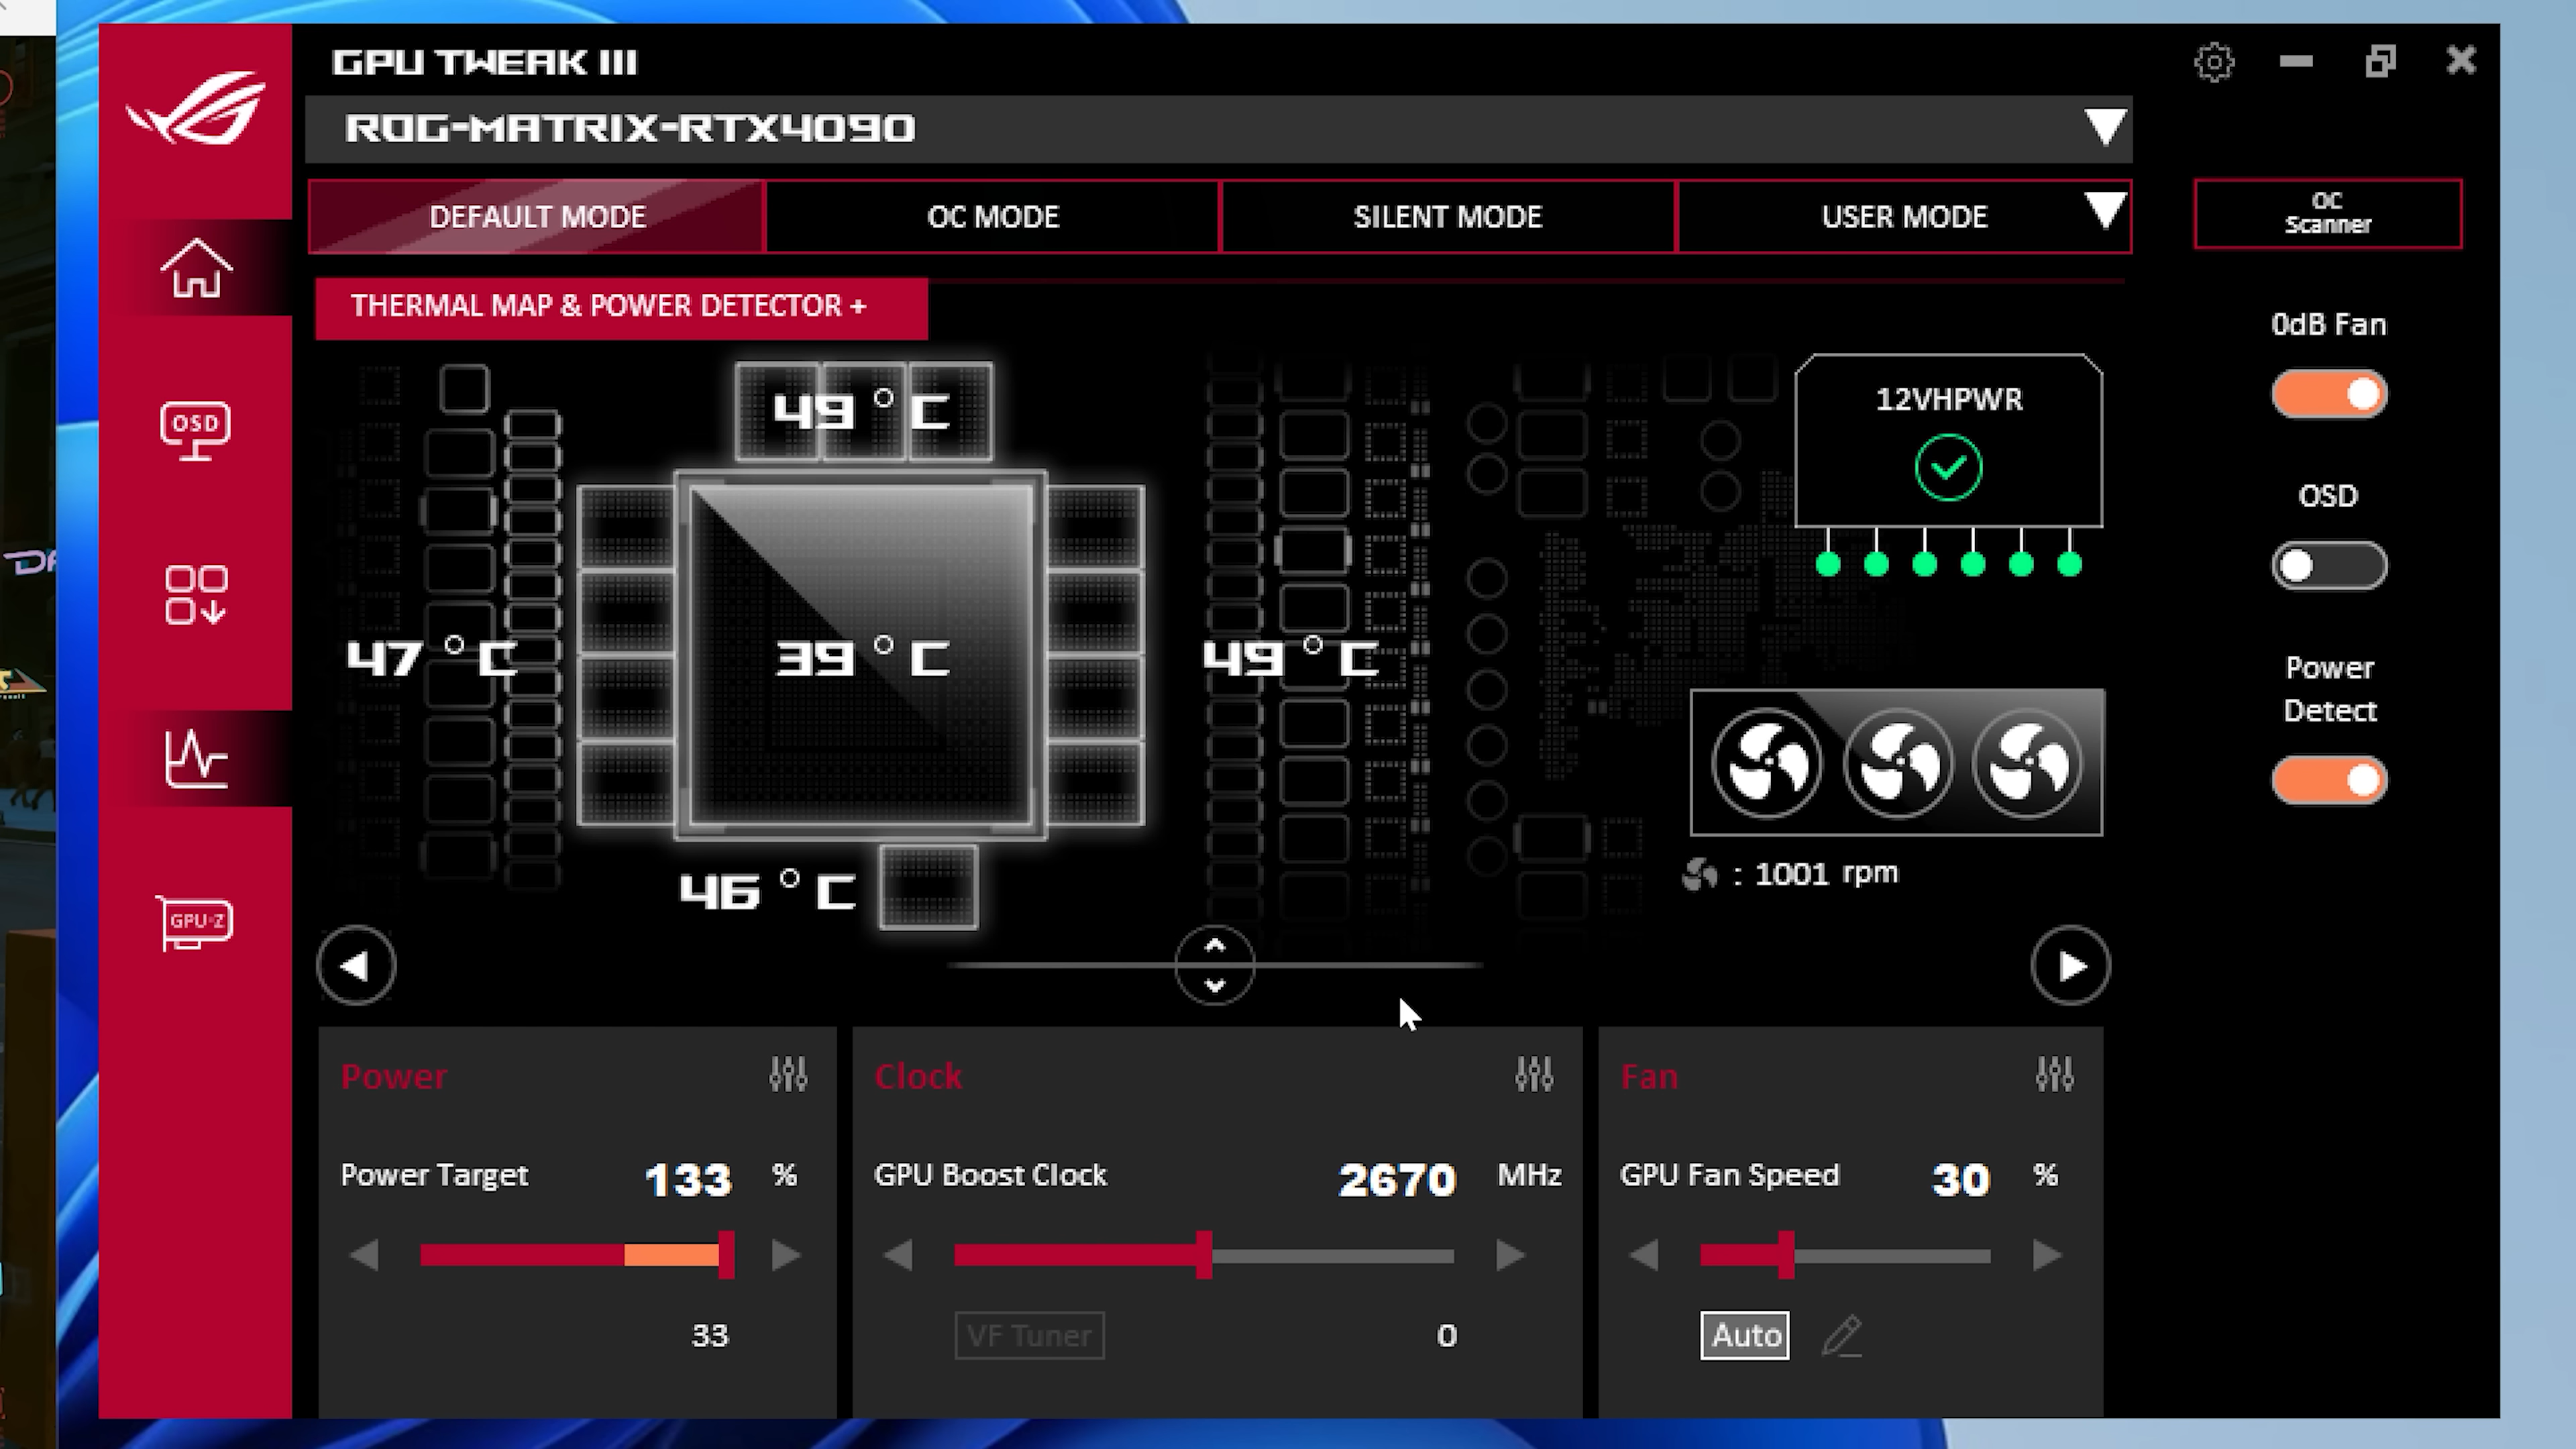 GPU TWEAK III
ROG-MATRIX-RTX4090
DEFAULT MODE
OC MODE
SILENT MODE
USER MODE
OC
Scanner
THERMAL MAP & POWER DETECTOR +
0dB Fan
49 °C
12VHPWR
OSD
OSD
47 °C
39 °C
49 °C
Power
Detect
46 °C
: 1001 rpm
GPU-Z
Power
Clock
Fan
Power Target 133 %
GPU Boost Clock 2670 MHz
GPU Fan Speed 30 %
33
VF Tuner
0
Auto